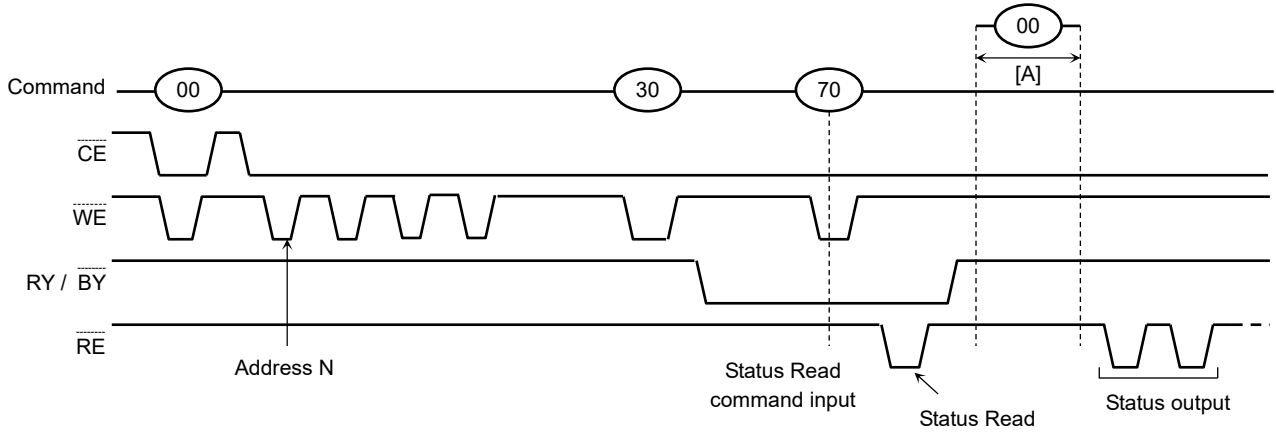 00
Command 00 30 70 [A]
CE
WE
RY / BY
RE
Address N
Status Read
command input
Status Read
Status output